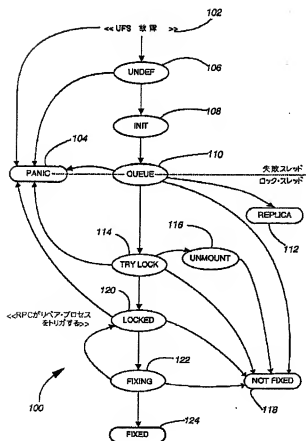 102
<< UFS 故障 >>
UNDEF
106
108
INIT
104
110
PANIC
QUEUE
失敗スレッド
ロック・スレッド
REPLICA
112
114
116
TRY LOCK
UNMOUNT
120
<<RPCがリペア・プロセス
をトリガする>>
LOCKED
122
FIXING
NOT FIXED
118
100
124
FIXED